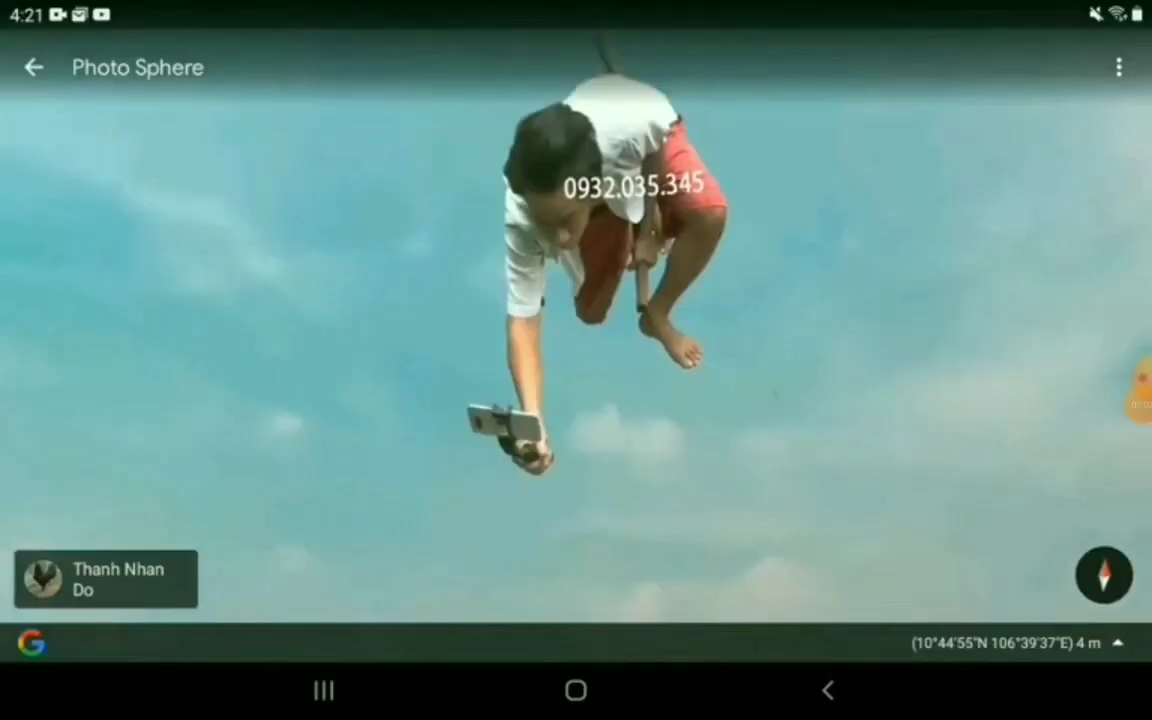 4:21
Photo Sphere
0932.035.345
Thanh Nhan
Do
(10°44'55"N 106°39'37"E) 4 m